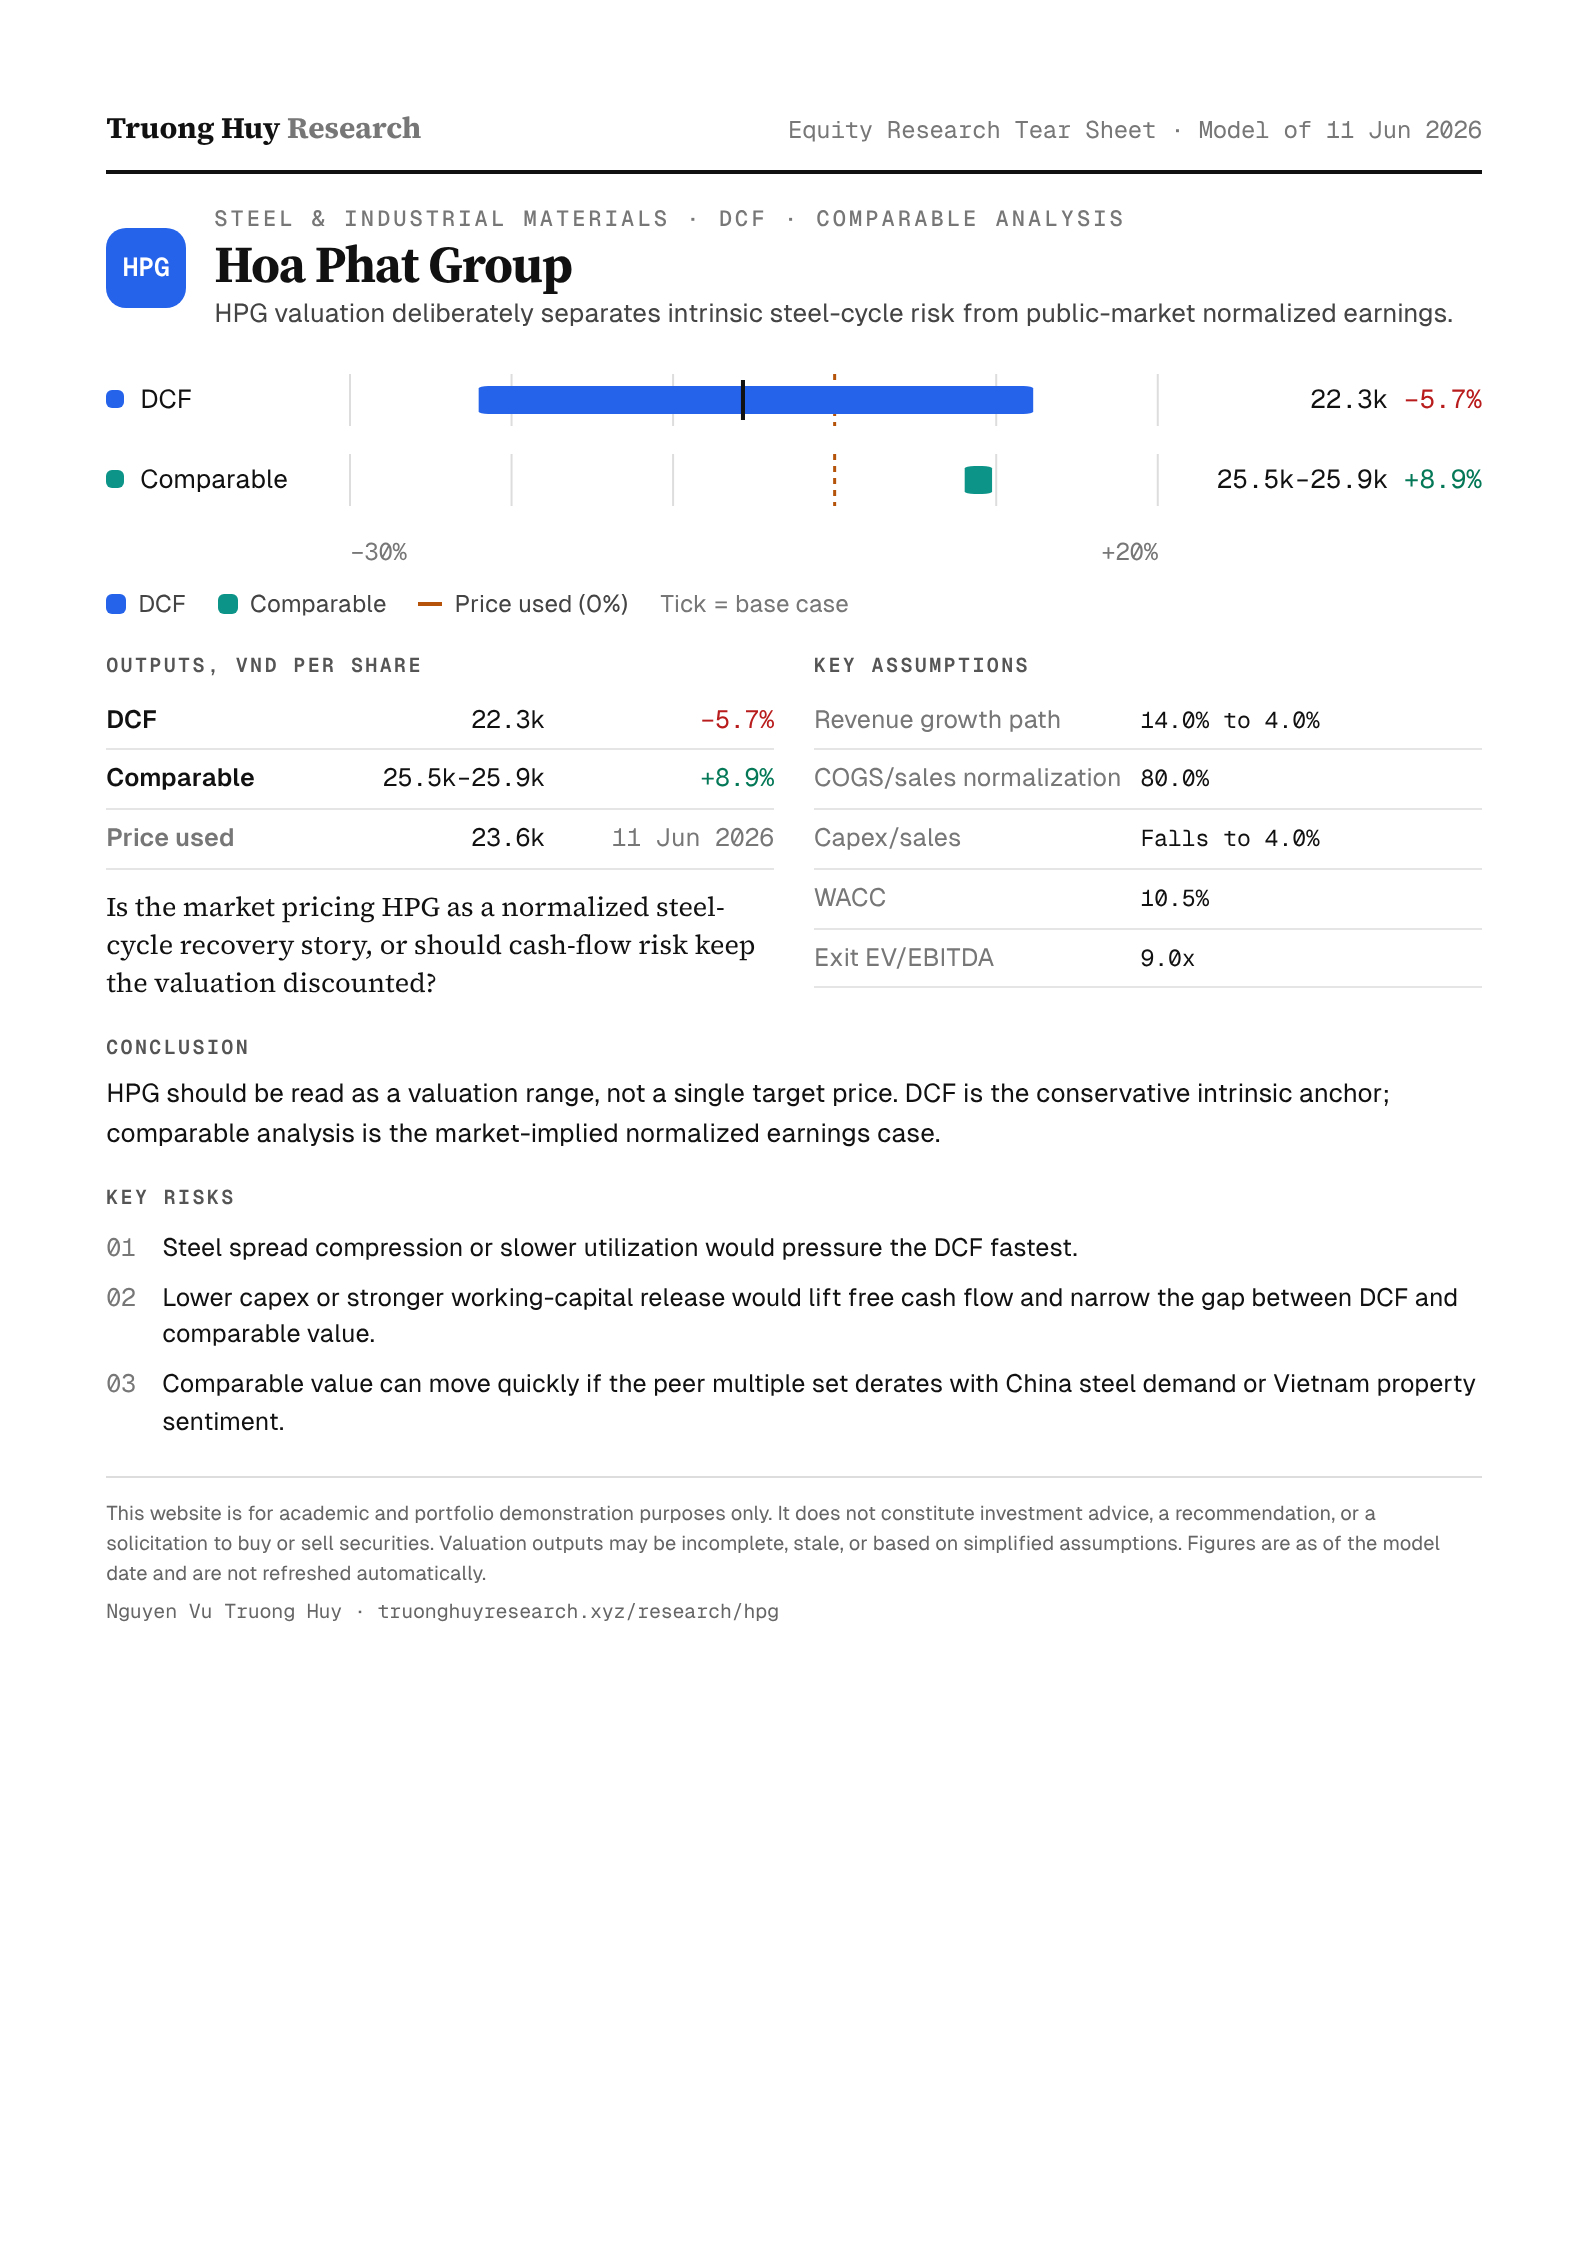 Truong Huy Research
Equity Research Tear Sheet · Model of 11 Jun 2026
HPG
STEEL & INDUSTRIAL MATERIALS · DCF · COMPARABLE ANALYSIS
Hoa Phat Group
HPG valuation deliberately separates intrinsic steel-cycle risk from public-market normalized earnings.
DCF 22.3k −5.7%
Comparable 25.5k–25.9k +8.9%
−30% +20%
DCF Comparable Price used (0%) Tick = base case
OUTPUTS, VND PER SHARE
DCF 22.3k −5.7%
Comparable 25.5k–25.9k +8.9%
Price used 23.6k 11 Jun 2026
Is the market pricing HPG as a normalized steel-
cycle recovery story, or should cash-flow risk keep
the valuation discounted?
KEY ASSUMPTIONS
Revenue growth path 14.0% to 4.0%
COGS/sales normalization 80.0%
Capex/sales Falls to 4.0%
WACC 10.5%
Exit EV/EBITDA 9.0x
CONCLUSION
HPG should be read as a valuation range, not a single target price. DCF is the conservative intrinsic anchor;
comparable analysis is the market-implied normalized earnings case.
KEY RISKS
01 Steel spread compression or slower utilization would pressure the DCF fastest.
02 Lower capex or stronger working-capital release would lift free cash flow and narrow the gap between DCF and
comparable value.
03 Comparable value can move quickly if the peer multiple set derates with China steel demand or Vietnam property
sentiment.
This website is for academic and portfolio demonstration purposes only. It does not constitute investment advice, a recommendation, or a
solicitation to buy or sell securities. Valuation outputs may be incomplete, stale, or based on simplified assumptions. Figures are as of the model
date and are not refreshed automatically.
Nguyen Vu Truong Huy · truonghuyresearch.xyz/research/hpg